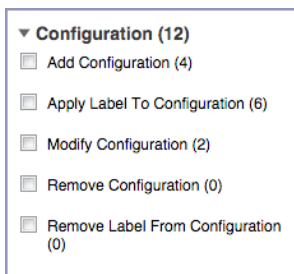 Configuration (12)
Add Configuration (4)
Apply Label To Configuration (6)
Modify Configuration (2)
Remove Configuration (0)
Remove Label From Configuration
(0)